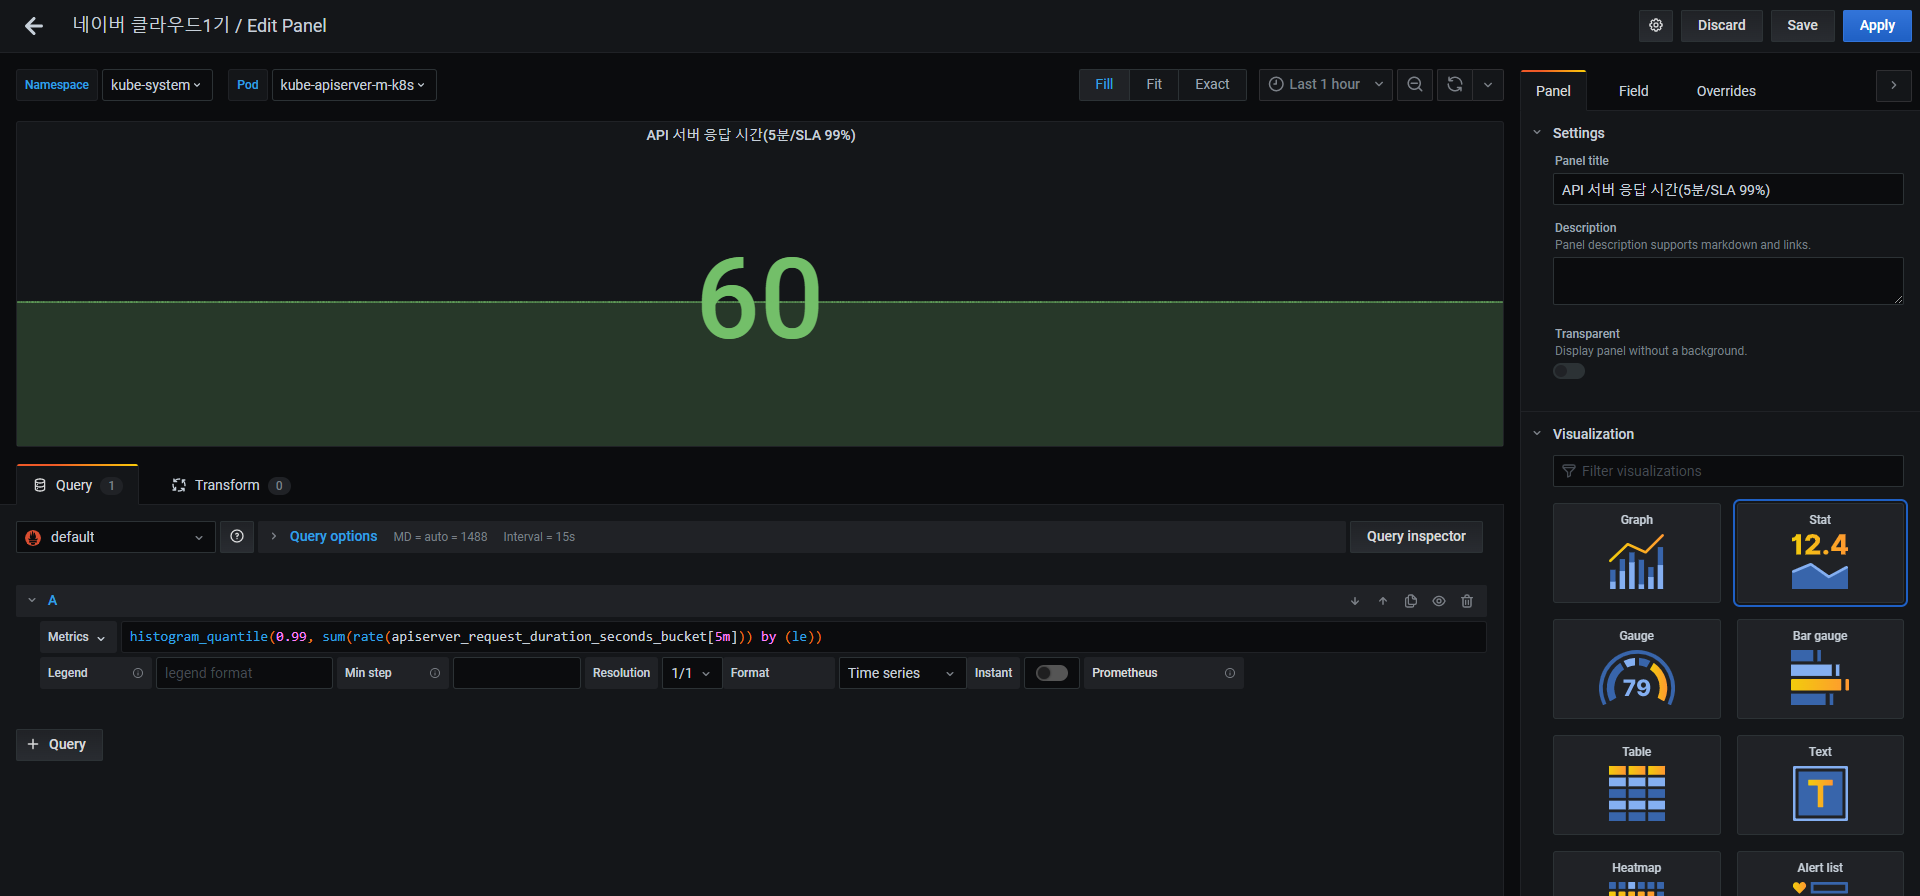 네이버 클라우드1기 / Edit Panel
Discard
Save
Apply
Namespace
kube-system
Pod
kube-apiserver-m-k8s
Fill
Fit
Exact
Last 1 hour
API 서버 응답 시간(5분/SLA 99%)
60
Query 1
Transform 0
default
Query options
MD = auto = 1488
Interval = 15s
Query inspector
A
Metrics
histogram_quantile(0.99, sum(rate(apiserver_request_duration_seconds_bucket[5m])) by (le))
Legend
legend format
Min step
Resolution
1/1
Format
Time series
Instant
Prometheus
+ Query
Panel
Field
Overrides
Settings
Panel title
API 서버 응답 시간(5분/SLA 99%)
Description
Panel description supports markdown and links.
Transparent
Display panel without a background.
Visualization
Filter visualizations
Graph
Stat
12.4
Gauge
79
Bar gauge
Table
Text
T
Heatmap
Alert list